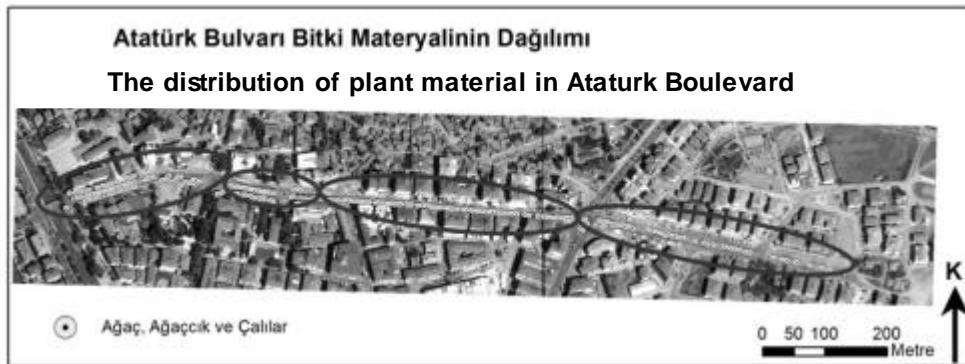 Atatürk Bulvarı Bitki Materyalinin Dağılımı
The distribution of plant material in Ataturk Boulevard
K
Ağaç, Ağaçcık ve Çalılar
0 50 100 200
Metre